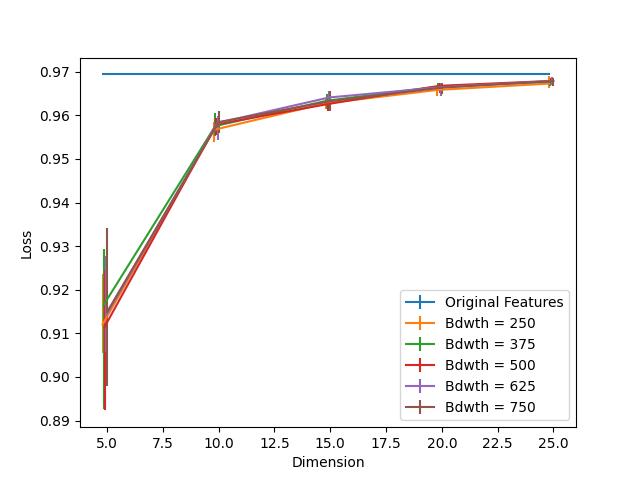 0.97
0.96
0.95
0.94
0.93
0.92
0.91
0.90
0.89
Loss
5.0 7.5 10.0 12.5 15.0 17.5 20.0 22.5 25.0
Dimension
Original Features
Bdwth = 250
Bdwth = 375
Bdwth = 500
Bdwth = 625
Bdwth = 750